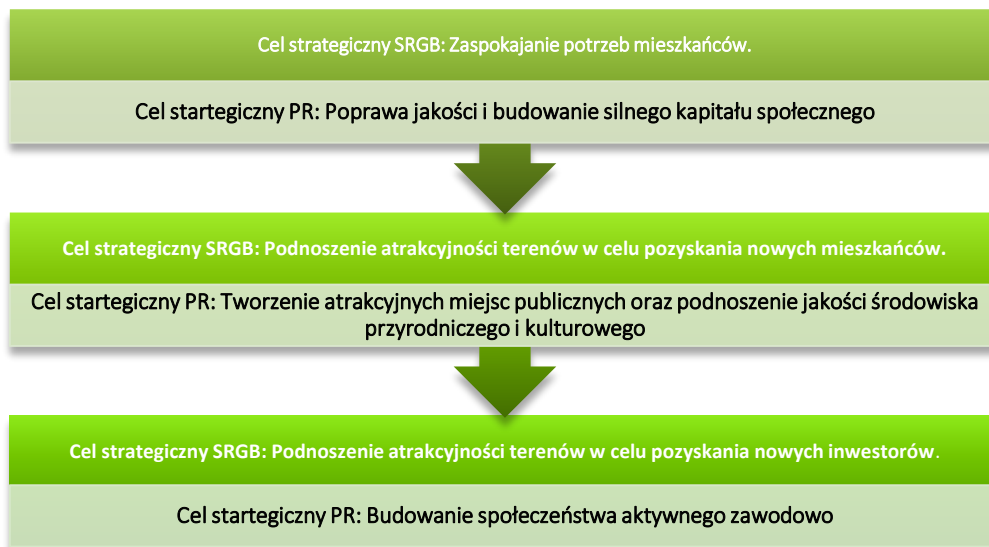 Cel strategiczny SRGB: Zaspokajanie potrzeb mieszkańców.
Cel startegiczny PR: Poprawa jakości i budowanie silnego kapitału społecznego
Cel strategiczny SRGB: Podnoszenie atrakcyjności terenów w celu pozyskania nowych mieszkańców.
Cel startegiczny PR: Tworzenie atrakcyjnych miejsc publicznych oraz podnoszenie jakości środowiska
przyrodniczego i kulturowego
Cel strategiczny SRGB: Podnoszenie atrakcyjności terenów w celu pozyskania nowych inwestorów.
Cel startegiczny PR: Budowanie społeczeństwa aktywnego zawodowo